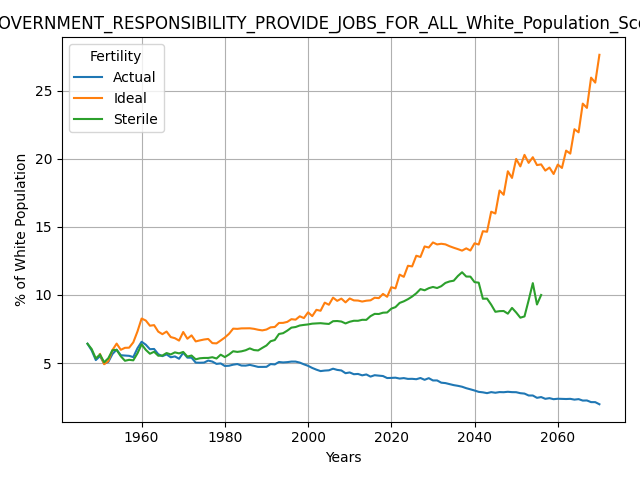 OVERNMENT_RESPONSIBILITY_PROVIDE_JOBS_FOR_ALL_White_Population_Sc
Fertility
Actual
Ideal
Sterile
% of White Population
25
20
15
10
5
1960 1980 2000 2020 2040 2060
Years